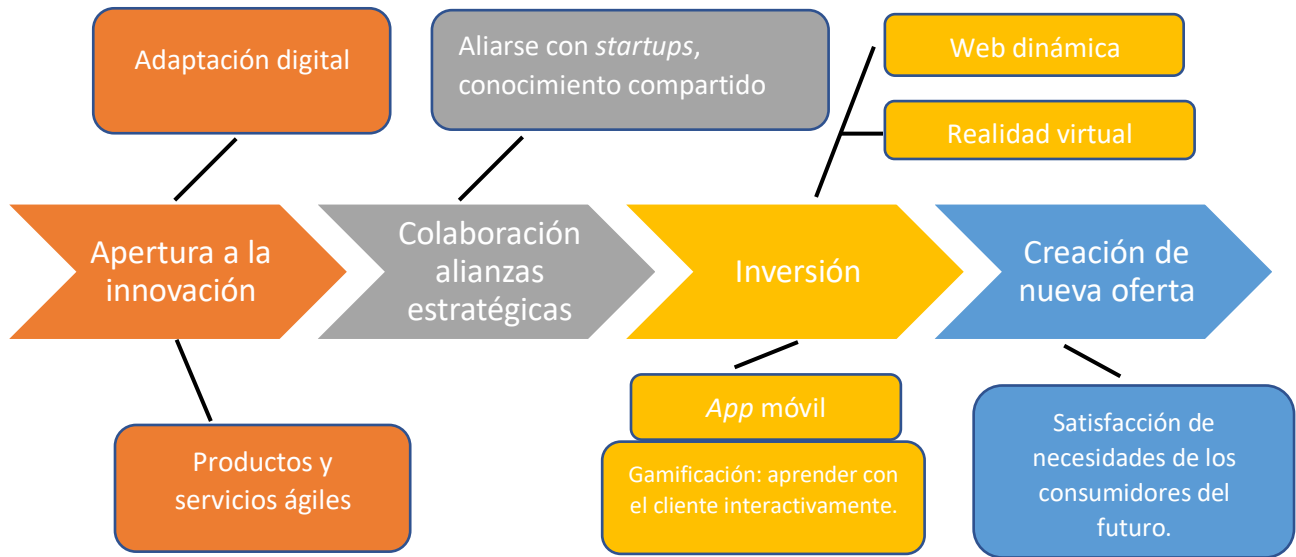 Adaptación digital
Aliarse con startups,
conocimiento compartido
Web dinámica
Realidad virtual
Apertura a la
innovación
Colaboración
alianzas
estratégicas
Inversión
Creación de
nueva oferta
Productos y
servicios ágiles
App móvil
Gamificación: aprender con
el cliente interactivamente.
Satisfacción de
necesidades de los
consumidores del
futuro.